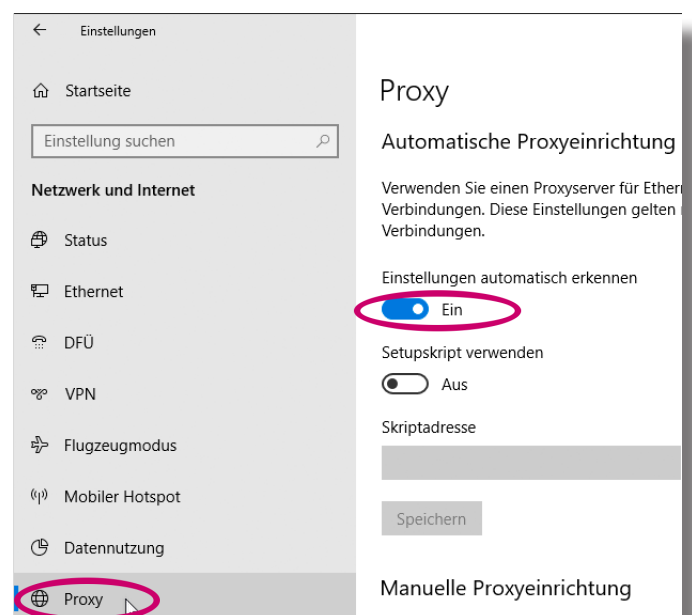 Einstellungen
Startseite
Einstellung suchen
Netzwerk und Internet
Status
Ethernet
DFÜ
VPN
Flugzeugmodus
Mobiler Hotspot
Datennutzung
Proxy
Proxy
Automatische Proxyeinrichtung
Verwenden Sie einen Proxyserver für
Verbindungen. Diese Einstellungen gelten
Verbindungen.
Einstellungen automatisch erkennen
Ein
Setupskript verwenden
Aus
Skriptadresse
Speichern
Manuelle Proxyeinrichtung